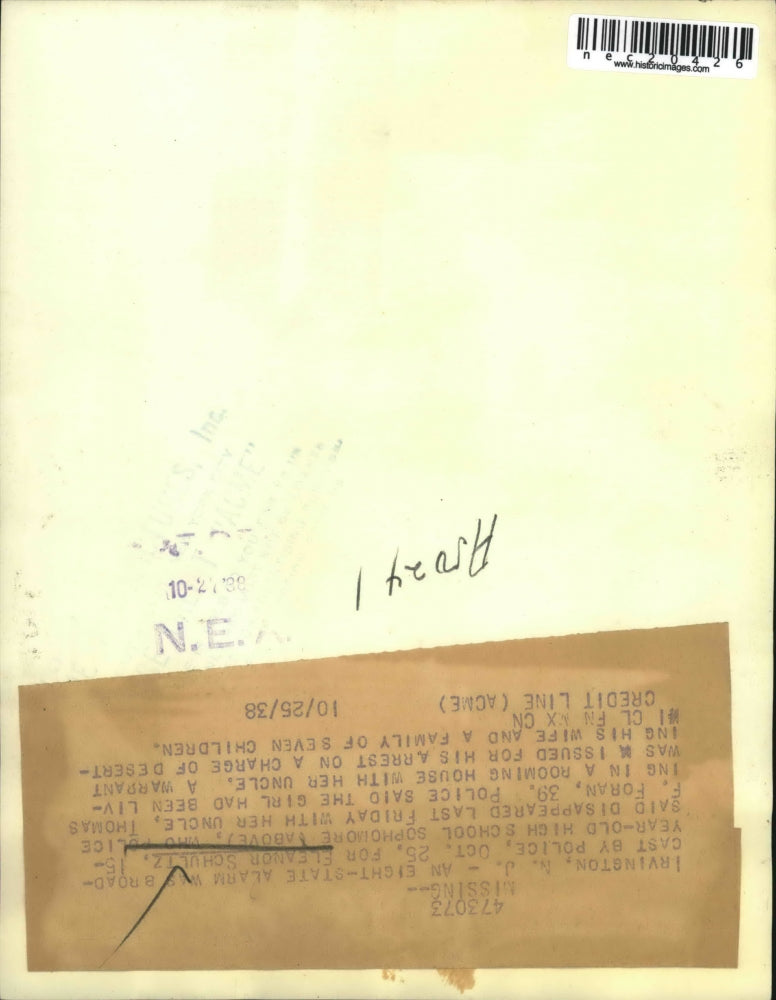 nec20426
www.historicimages.com
, Inc.
"ACME"
10-27'38
N.E.A.
473073
MISSING--
IRVINGTON, N. J. - AN EIGHT-STATE ALARM WAS BROAD-
CAST BY POLICE, OCT. 25, FOR ELEANOR SCHULTZ, 15-
YEAR-OLD HIGH SCHOOL SOPHOMORE (ABOVE), WHO POLICE
SAID DISAPPEARED LAST FRIDAY WITH HER UNCLE, THOMAS
F. FORAN, 39. POLICE SAID THE GIRL HAD BEEN LIV-
ING IN A ROOMING HOUSE WITH HER UNCLE. A WARRANT
WAS ISSUED FOR HIS ARREST ON A CHARGE OF DESERT-
ING HIS WIFE AND A FAMILY OF SEVEN CHILDREN.
#1 CL FN WX CN
CREDIT LINE (ACME) 10/25/38